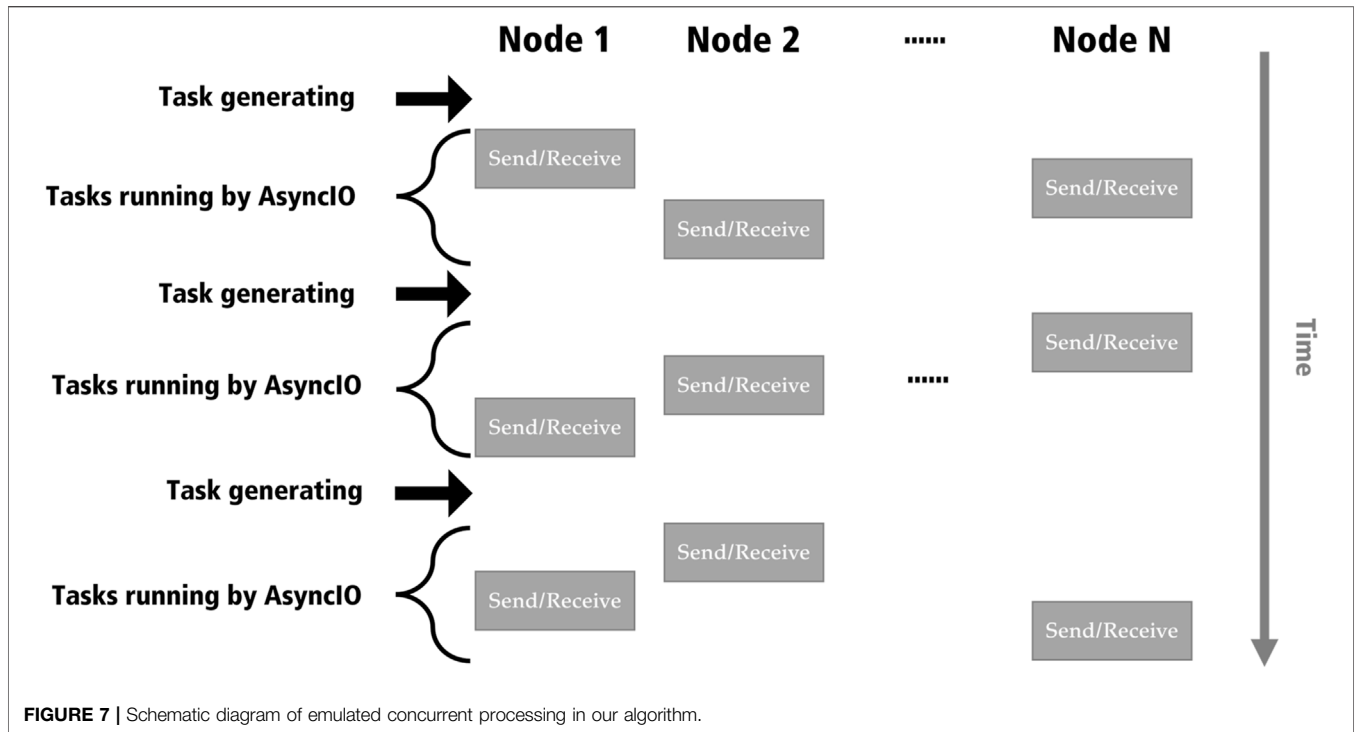 Node 1 Node 2 ...... Node N
Task generating
Send/Receive
Tasks running by AsyncIO
Send/Receive
Send/Receive
Task generating
Send/Receive
Time
Tasks running by AsyncIO
Send/Receive
......
Send/Receive
Task generating
Send/Receive
Tasks running by AsyncIO
Send/Receive
Send/Receive
FIGURE 7 | Schematic diagram of emulated concurrent processing in our algorithm.